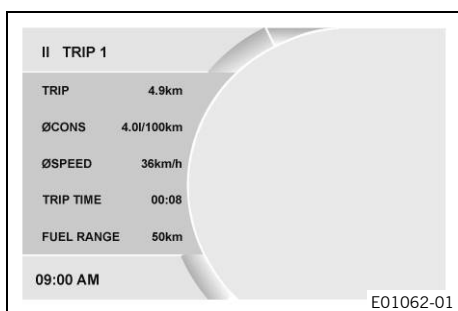 II TRIP 1
TRIP 4.9km
ØCONS 4.0l/100km
ØSPEED 36km/h
TRIP TIME 00:08
FUEL RANGE 50km
09:00 AM
E01062-01